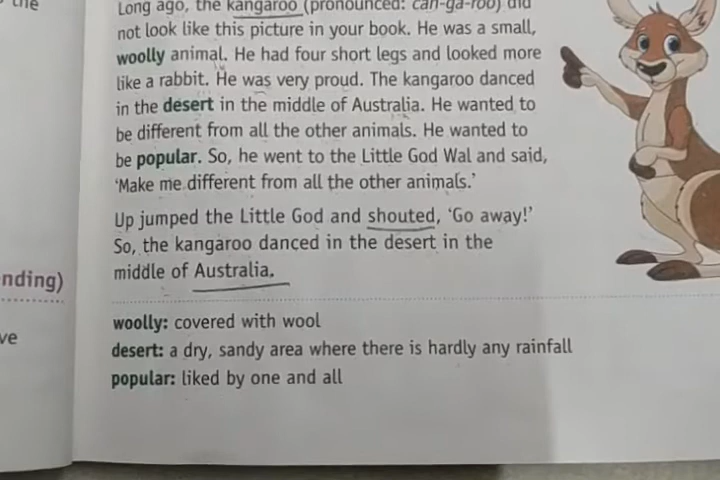 the
Long ago, the kangaroo (pronounced: can-ga-roo) did
not look like this picture in your book. He was a small,
woolly animal. He had four short legs and looked more
like a rabbit. He was very proud. The kangaroo danced
in the desert in the middle of Australia. He wanted to
be different from all the other animals. He wanted to
be popular. So, he went to the Little God Wal and said,
‘Make me different from all the other animals.’
Up jumped the Little God and shouted, ‘Go away!’
So, the kangaroo danced in the desert in the
middle of Australia.
nding)
ve
woolly: covered with wool
desert: a dry, sandy area where there is hardly any rainfall
popular: liked by one and all